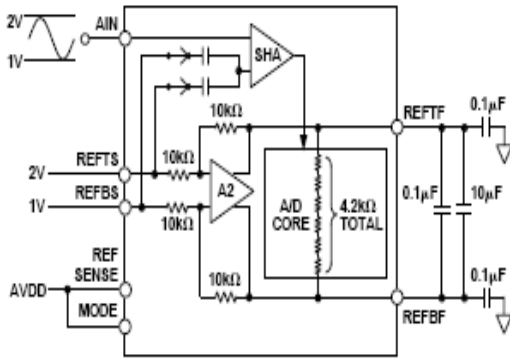 2V
1V
AIN
SHA
10kΩ
REFTF
0.1µF
10kΩ
2V
REFTS
1V
REFBS
A2
10kΩ
A/D
CORE
4.2kΩ
TOTAL
0.1µF
10µF
REF
SENSE
AVDD
MODE
10kΩ
REFBF
0.1µF